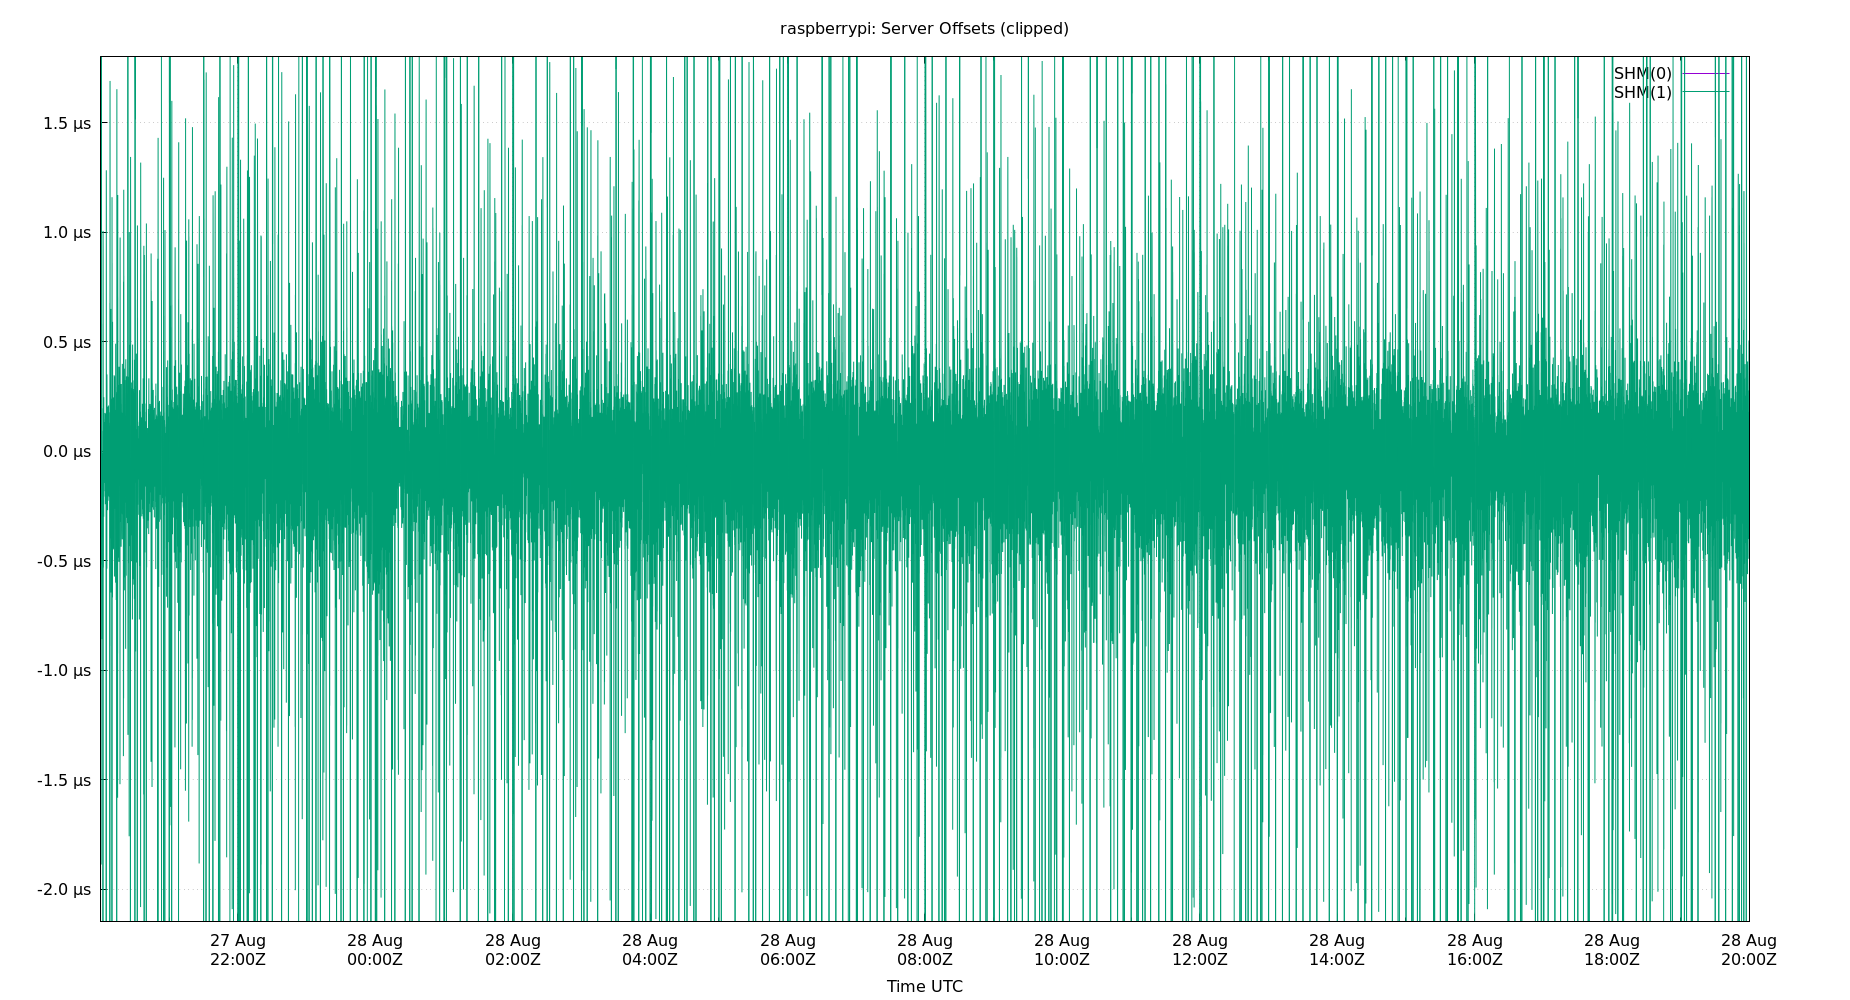 raspberrypi: Server Offsets (clipped)
SHM(0)
SHM(1)
1.5 µs
1.0 µs
0.5 µs
0.0 µs
-0.5 µs
-1.0 µs
-1.5 µs
-2.0 µs
27 Aug 28 Aug 28 Aug 28 Aug 28 Aug 28 Aug 28 Aug 28 Aug 28 Aug 28 Aug 28 Aug 28 Aug
22:00Z 00:00Z 02:00Z 04:00Z 06:00Z 08:00Z 10:00Z 12:00Z 14:00Z 16:00Z 18:00Z 20:00Z
Time UTC